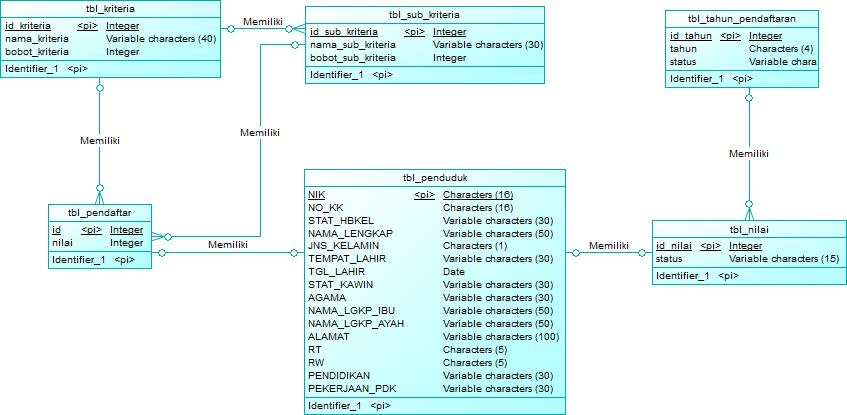 tbl_kriteria
id_kriteria <pi> Integer
nama_kriteria Variable characters (40)
bobot_kriteria Integer
Identifier_1 <pi>
Memiliki
tbl_sub_kriteria
id_sub_kriteria <pi> Integer
nama_sub_kriteria Variable characters (30)
bobot_sub_kriteria Integer
Identifier_1 <pi>
tbl_tahun_pendaftaran
id_tahun <pi> Integer
tahun Characters (4)
status Variable chara
Identifier_1 <pi>
Memiliki
Memiliki
Memiliki
tbl_pendaftar
id <pi> Integer
nilai Integer
Identifier_1 <pi>
Memiliki
tbl_penduduk
NIK <pi> Characters (16)
NO_KK Characters (16)
STAT_HBKEL Variable characters (30)
NAMA_LENGKAP Variable characters (50)
JNS_KELAMIN Characters (1)
TEMPAT_LAHIR Variable characters (30)
TGL_LAHIR Date
STAT_KAWIN Variable characters (30)
AGAMA Variable characters (30)
NAMA_LGKP_IBU Variable characters (50)
NAMA_LGKP_AYAH Variable characters (50)
ALAMAT Variable characters (100)
RT Characters (5)
RW Characters (5)
PENDIDIKAN Variable characters (30)
PEKERJAAN_PDK Variable characters (30)
Identifier_1 <pi>
Memiliki
tbl_nilai
id_nilai <pi> Integer
status Variable characters (15)
Identifier_1 <pi>